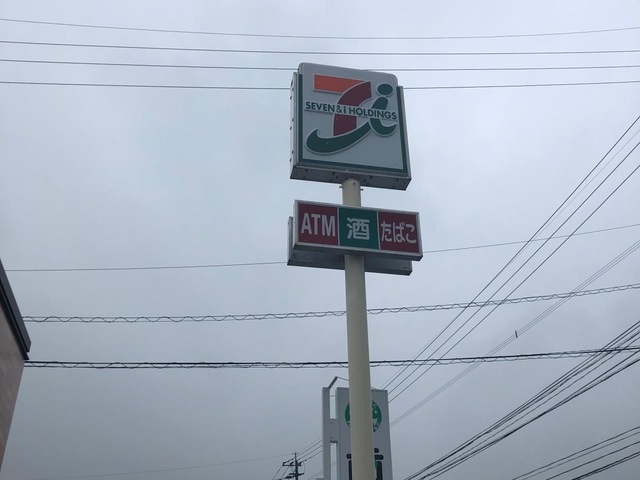 SEVEN & i HOLDINGS
ATM 酒 たばこ